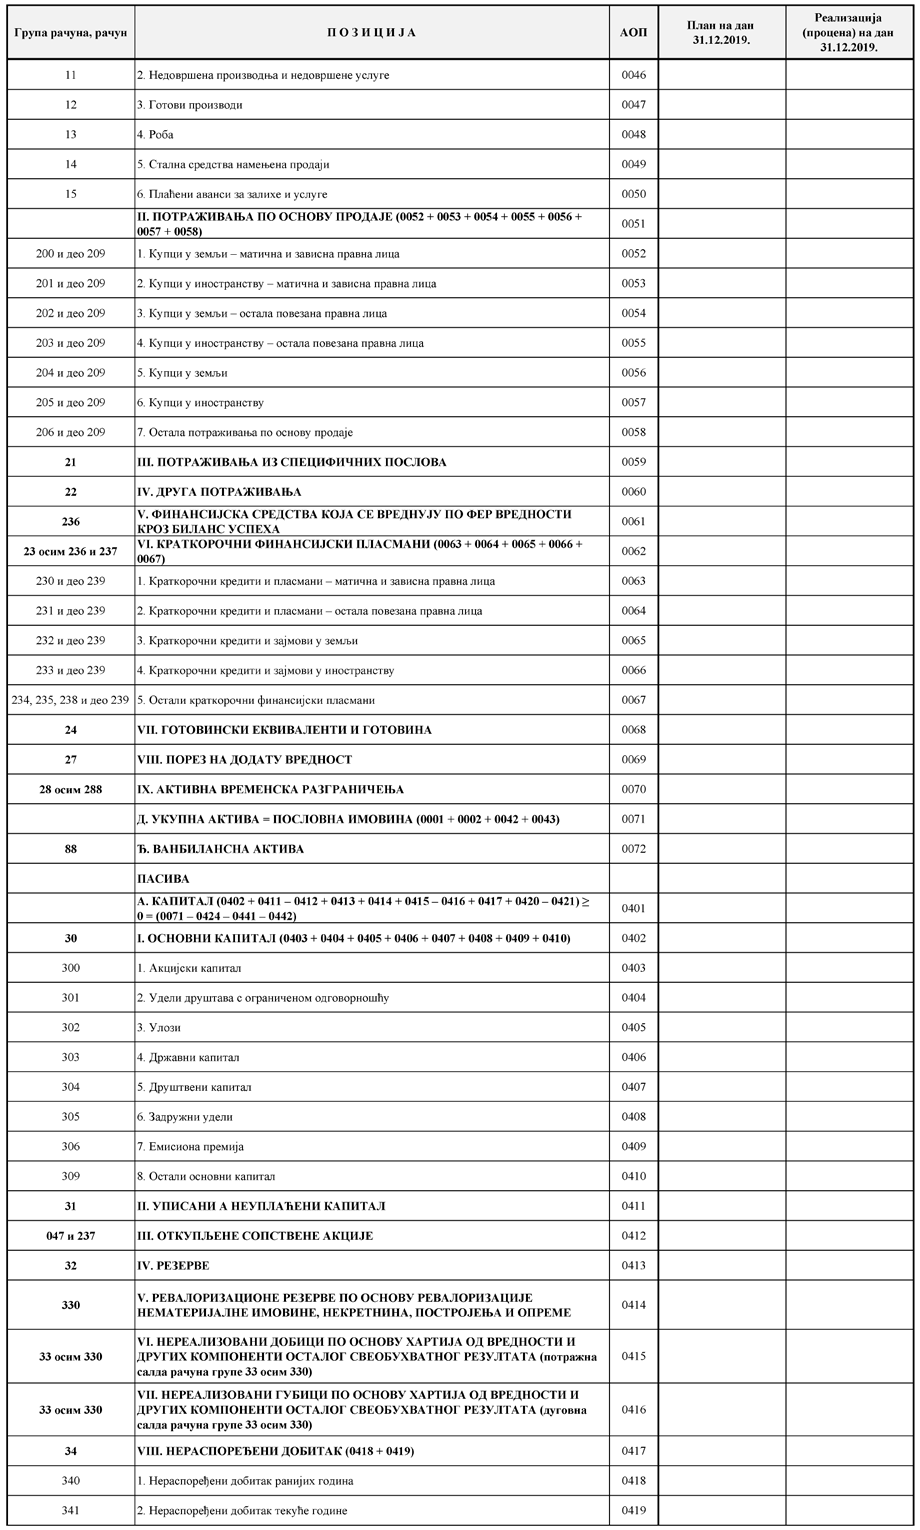 Група рачуна, рачун П О З И Ц И Ј А АОП План на дан 31.12.2019. Реализација (процена) на дан 31.12.2019.
11 2. Недовршена производња и недовршене услуге 0046
12 3. Готови производи 0047
13 4. Роба 0048
14 5. Стална средства намењена продаји 0049
15 6. Плаћени аванси за залихе и услуге 0050
II. ПОТРАЖИВАЊА ПО ОСНОВУ ПРОДАЈЕ (0052 + 0053 + 0054 + 0055 + 0056 +
0057 + 0058) 0051
200 и део 209 1. Купци у земљи – матична и зависна правна лица 0052
201 и део 209 2. Купци у иностранству – матична и зависна правна лица 0053
202 и део 209 3. Купци у земљи – остала повезана правна лица 0054
203 и део 209 4. Купци у иностранству – остала повезана правна лица 0055
204 и део 209 5. Купци у земљи 0056
205 и део 209 6. Купци у иностранству 0057
206 и део 209 7. Остала потраживања по основу продаје 0058
21 III. ПОТРАЖИВАЊА ИЗ СПЕЦИФИЧНИХ ПОСЛОВА 0059
22 IV. ДРУГА ПОТРАЖИВАЊА 0060
236 V. ФИНАНСИЈСКА СРЕДСТВА КОЈА СЕ ВРЕДНУЈУ ПО ФЕР ВРЕДНОСТИ
КРОЗ БИЛАНС УСПЕХА 0061
23 осим 236 и 237 VI. КРАТКОРОЧНИ ФИНАНСИЈСКИ ПЛАСМАНИ (0063 + 0064 + 0065 + 0066 +
0067) 0062
230 и део 239 1. Краткорочни кредити и пласмани – матична и зависна правна лица 0063
231 и део 239 2. Краткорочни кредити и пласмани – остала повезана правна лица 0064
232 и део 239 3. Краткорочни кредити и зајмови у земљи 0065
233 и део 239 4. Краткорочни кредити и зајмови у иностранству 0066
234, 235, 238 и део 239 5. Остали краткорочни финансијски пласмани 0067
24 VII. ГОТОВИНСКИ ЕКВИВАЛЕНТИ И ГОТОВИНА 0068
27 VIII. ПОРЕЗ НА ДОДАТУ ВРЕДНОСТ 0069
28 осим 288 IX. АКТИВНА ВРЕМЕНСКА РАЗГРАНИЧЕЊА 0070
Д. УКУПНА АКТИВА = ПОСЛОВНА ИМОВИНА (0001 + 0002 + 0042 + 0043) 0071
88 Ђ. ВАНБИЛАНСНА АКТИВА 0072
ПАСИВА
А. КАПИТАЛ (0402 + 0411 – 0412 + 0413 + 0414 + 0415 – 0416 + 0417 + 0420 – 0421) ≥
0 = (0071 – 0424 – 0441 – 0442) 0401
30 I. ОСНОВНИ КАПИТАЛ (0403 + 0404 + 0405 + 0406 + 0407 + 0408 + 0409 + 0410) 0402
300 1. Акцијски капитал 0403
301 2. Удели друштава с ограниченом одговорношћу 0404
302 3. Улози 0405
303 4. Државни капитал 0406
304 5. Друштвени капитал 0407
305 6. Задружни удели 0408
306 7. Емисиона премија 0409
309 8. Остали основни капитал 0410
31 II. УПИСАНИ А НЕУПЛАЋЕНИ КАПИТАЛ 0411
047 и 237 III. ОТКУПЉЕНЕ СОПСТВЕНЕ АКЦИЈЕ 0412
32 IV. РЕЗЕРВЕ 0413
330 V. РЕВАЛОРИЗАЦИОНЕ РЕЗЕРВЕ ПО ОСНОВУ РЕВАЛОРИЗАЦИЈЕ
НЕМАТЕРИЈАЛНЕ ИМОВИНЕ, НЕКРЕТНИНА, ПОСТРОЈЕЊА И ОПРЕМЕ 0414
VI. НЕРЕАЛИЗОВАНИ ДОБИЦИ ПО ОСНОВУ ХАРТИЈА ОД ВРЕДНОСТИ И
33 осим 330 ДРУГИХ КОМПОНЕНТИ ОСТАЛОГ СВЕОБУХВАТНОГ РЕЗУЛТАТА (потражна 0415
салда рачуна групе 33 осим 330)
VII. НЕРЕАЛИЗОВАНИ ГУБИЦИ ПО ОСНОВУ ХАРТИЈА ОД ВРЕДНОСТИ И
33 осим 330 ДРУГИХ КОМПОНЕНТИ ОСТАЛОГ СВЕОБУХВАТНОГ РЕЗУЛТАТА (дуговна 0416
салда рачуна групе 33 осим 330)
34 VIII. НЕРАСПОРЕЂЕНИ ДОБИТАК (0418 + 0419) 0417
340 1. Нераспоређени добитак ранијих година 0418
341 2. Нераспоређени добитак текуће године 0419